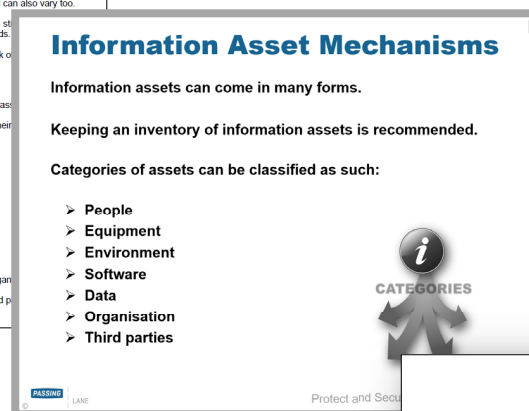 can also vary too.
ds.
Information Asset Mechanisms
Information assets can come in many forms.
Keeping an inventory of information assets is recommended.
Categories of assets can be classified as such:
➢ People
➢ Equipment
➢ Environment
➢ Software
➢ Data
➢ Organisation
➢ Third parties
i
CATEGORIES
PASSING LANE
©
Protect and Secu